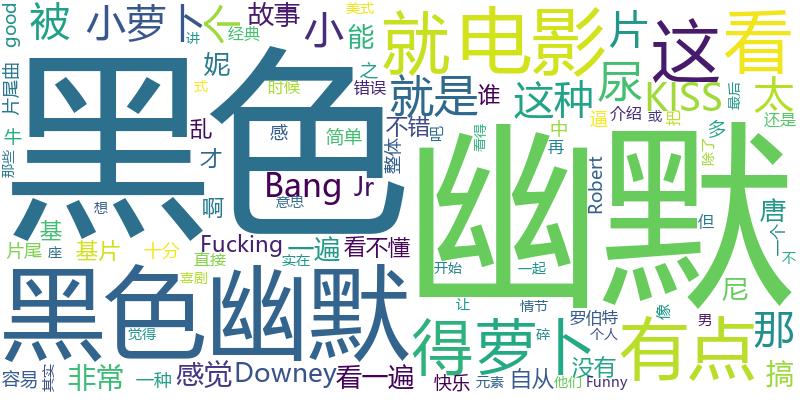 黑色
幽默
黑色幽默
电影
就
这
看
萝卜
得
有点
那
就是
这种
尿
片
KISS
太
小萝卜
小
被
能
故事
妮
good
经典
讲
美式
式
之
时候
错误
谁
不错
整体
吧
介绍
或
把
最后
还是
逼
中
再
多
看得
除了
片尾曲
牛
那些
乱
才
感
简单
啊
想
意思
Bang
Jr
Robert
但
唐
尼
不
基
座
片尾
基片
十分
Fucking
直接
喜剧
实在
一遍
看不懂
开始
一起
让
情节
罗伯特
像
男
个人
碎
没有
搞
觉得
容易
其实
非常
一种
感觉
Downey
看一遍
快乐
元素
自从
他们
Funny